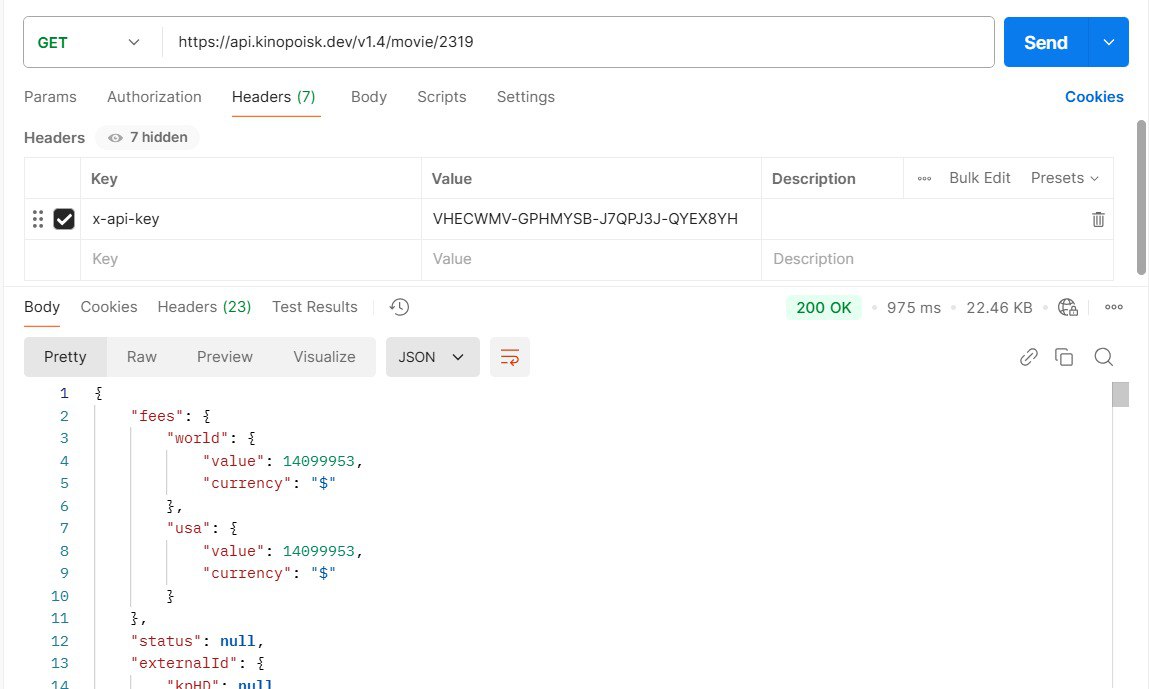 GET https://api.kinopoisk.dev/v1.4/movie/2319 Send
Params Authorization Headers (7) Body Scripts Settings Cookies
Headers 7 hidden
Key Value Description Bulk Edit Presets
x-api-key VHECWMV-GPHMYSB-J7QPJ3J-QYEX8YH
Key Value Description
Body Cookies Headers (23) Test Results 200 OK 975 ms 22.46 KB
Pretty Raw Preview Visualize JSON
1 {
2 "fees": {
3 "world": {
4 "value": 14099953,
5 "currency": "$"
6 },
7 "usa": {
8 "value": 14099953,
9 "currency": "$"
10 }
11 },
12 "status": null,
13 "externalId": {
14 "kpHD": null